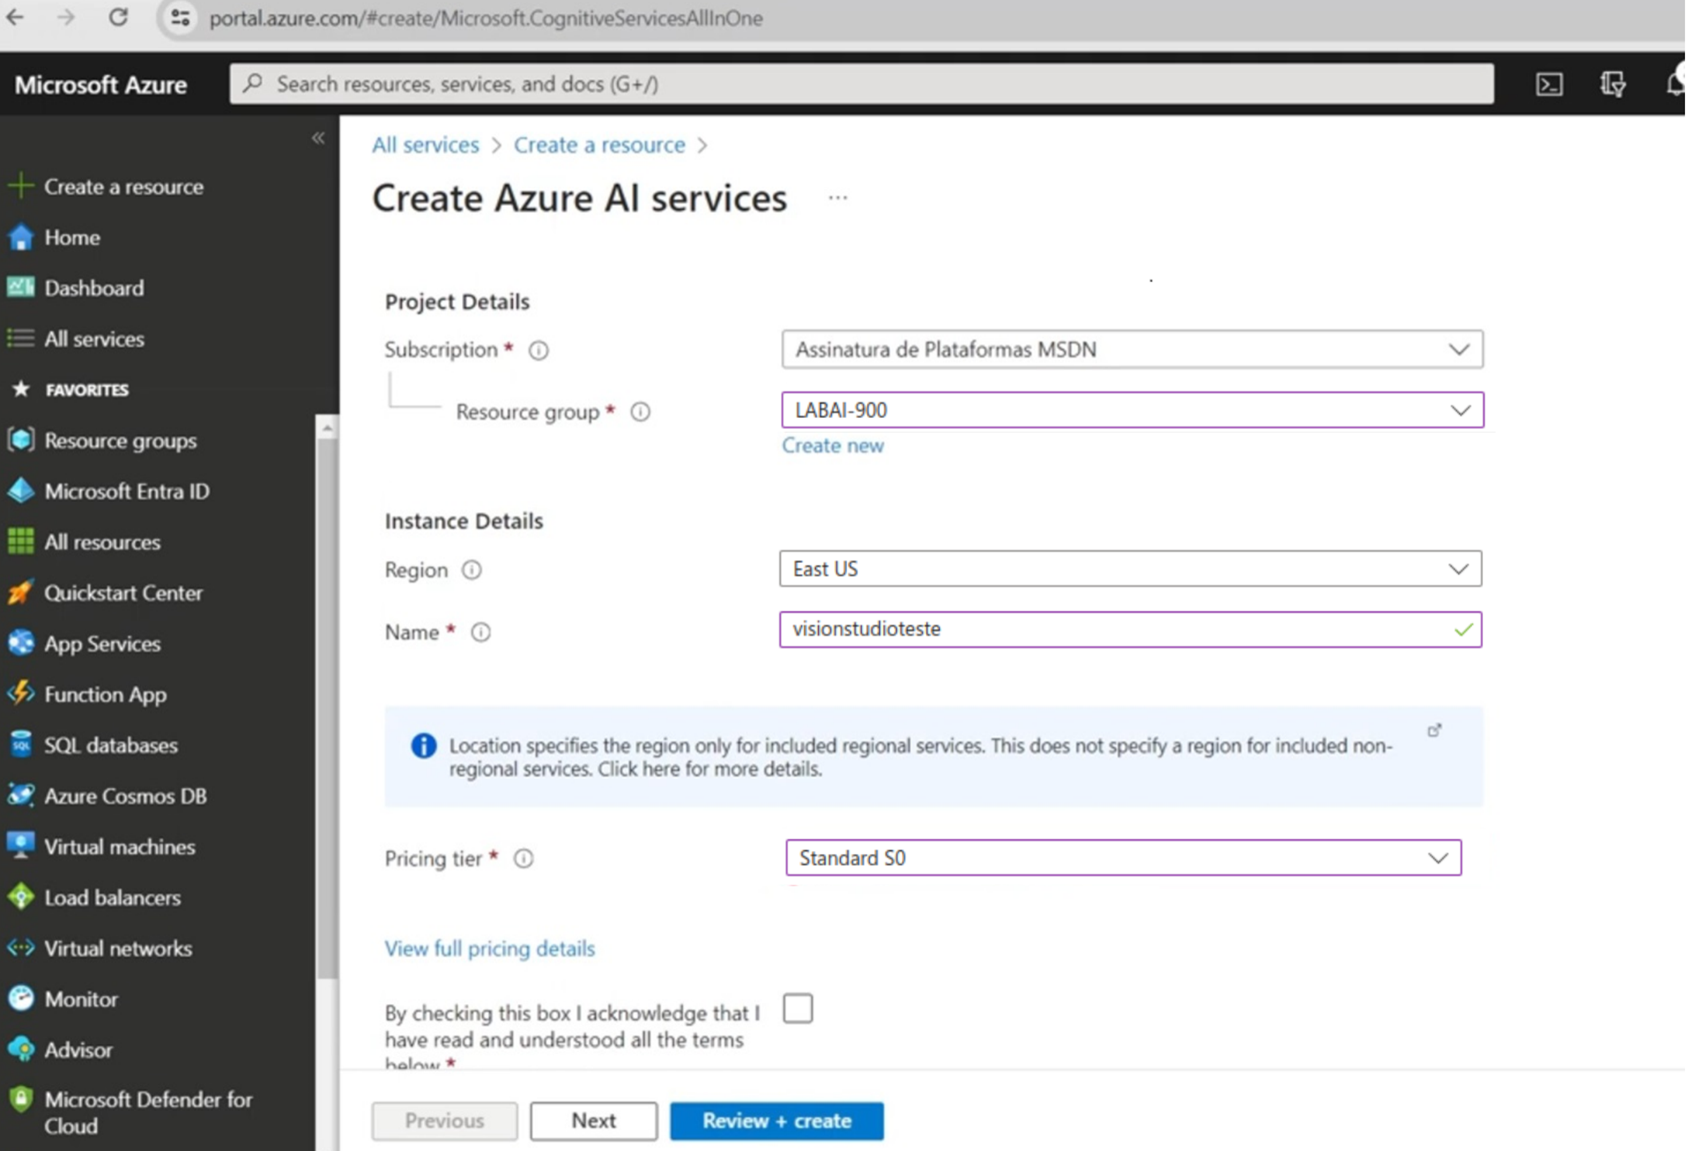 portal.azure.com/#create/Microsoft.CognitiveServicesAllInOne
Microsoft Azure
Search resources, services, and docs (G+/)
Create a resource
Home
Dashboard
All services
FAVORITES
Resource groups
Microsoft Entra ID
All resources
Quickstart Center
App Services
Function App
SQL databases
Azure Cosmos DB
Virtual machines
Load balancers
Virtual networks
Monitor
Advisor
Microsoft Defender for
Cloud
All services > Create a resource >
Create Azure AI services ...
Project Details
Subscription * Assinatura de Plataformas MSDN
Resource group * LABAI-900
Create new
Instance Details
Region East US
Name * visionstudioteste
Location specifies the region only for included regional services. This does not specify a region for included non-
regional services. Click here for more details.
Pricing tier * Standard S0
View full pricing details
By checking this box I acknowledge that I
have read and understood all the terms
below *
Previous Next Review + create